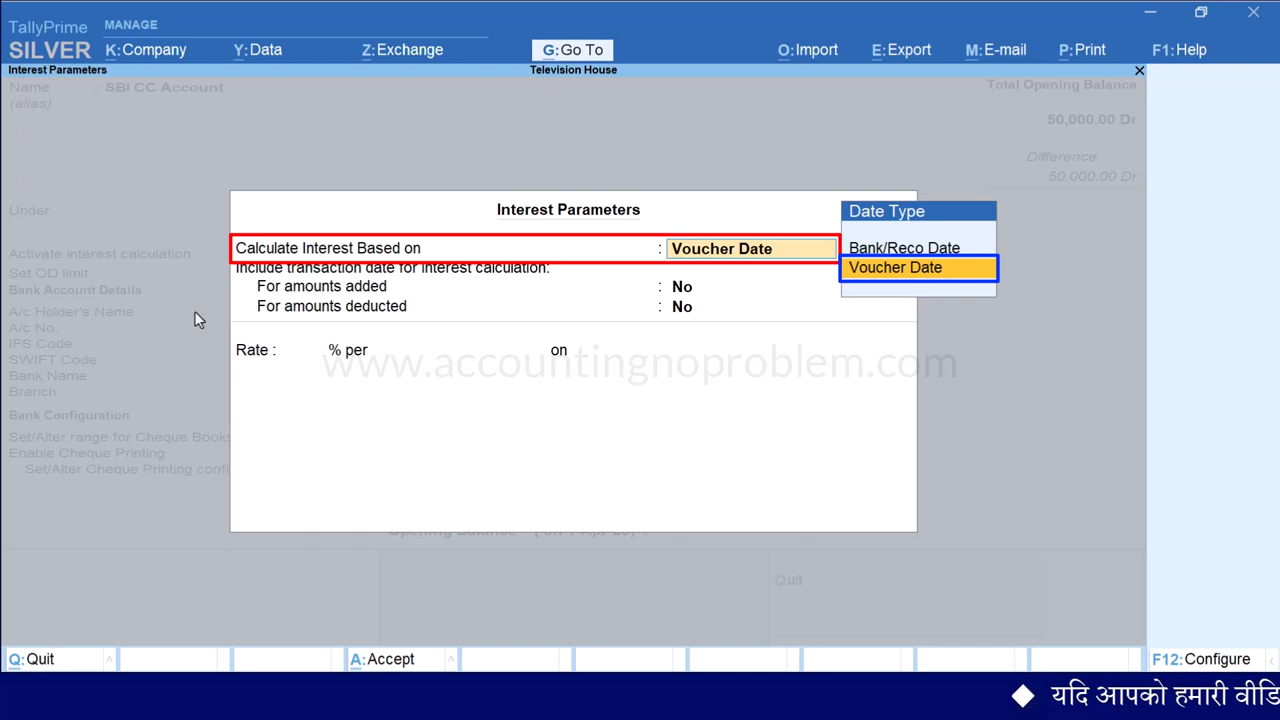 TallyPrime MANAGE
SILVER K:Company Y:Data Z:Exchange G:Go To O:Import E:Export M:E-mail P:Print F1:Help
Interest Parameters Television House
Name SBI CC Account Total Opening Balance
(alias)
50,000.00 Dr
Difference
50,000.00 Dr
Under
Interest Parameters
Date Type
Calculate Interest Based on : Voucher Date
Bank/Reco Date
Voucher Date
Include transaction date for interest calculation:
For amounts added : No
For amounts deducted : No
Rate : % per on
www.accountingnoproblem.com
Activate interest calculation
Set OD limit
Bank Account Details
A/c Holder's Name
A/c No.
IFS Code
SWIFT Code
Bank Name
Branch
Bank Configuration
Set/Alter range for Cheque Books
Enable Cheque Printing
Set/Alter Cheque Printing confi
Quit
Q:Quit A:Accept F12:Configure
यदि आपको हमारी वीडि